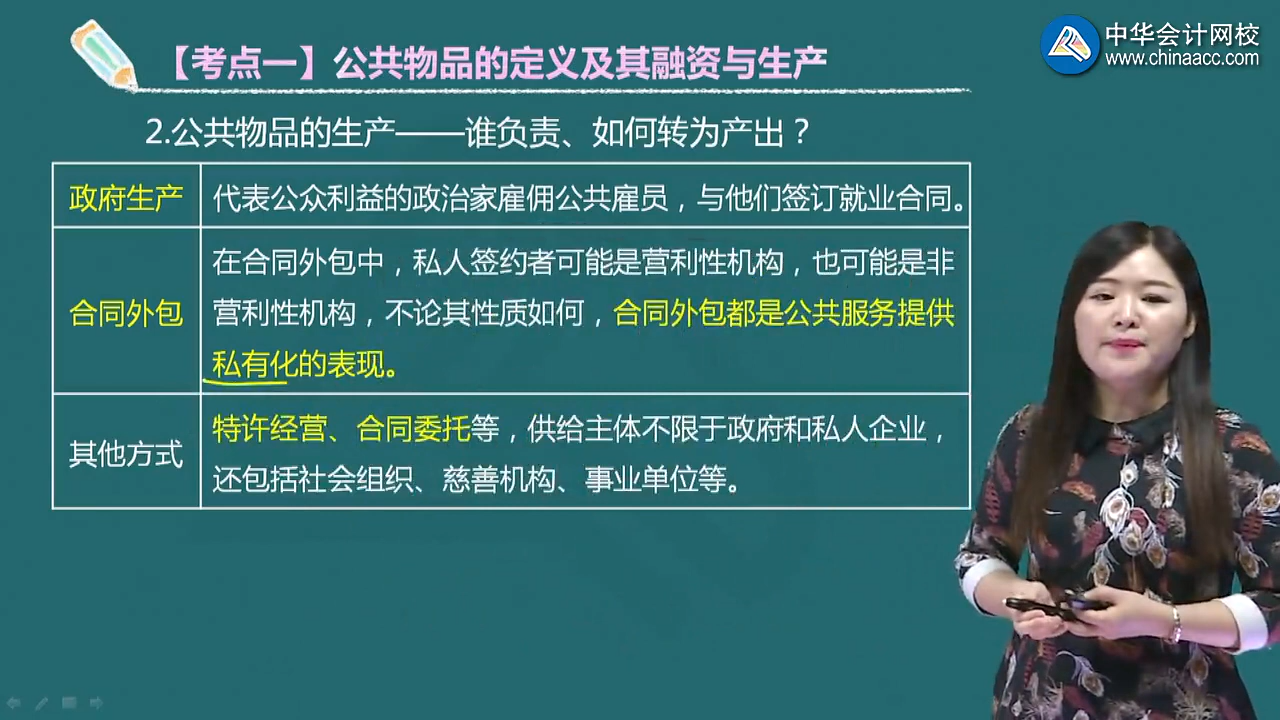 【考点一】公共物品的定义及其融资与生产
中华会计网校
www.chinaacc.com
2.公共物品的生产——谁负责、如何转为产出？
政府生产
代表公众利益的政治家雇佣公共雇员，与他们签订就业合同。
合同外包
在合同外包中，私人签约者可能是营利性机构，也可能是非
营利性机构，不论其性质如何，合同外包都是公共服务提供
私有化的表现。
其他方式
特许经营、合同委托等，供给主体不限于政府和私人企业，
还包括社会组织、慈善机构、事业单位等。